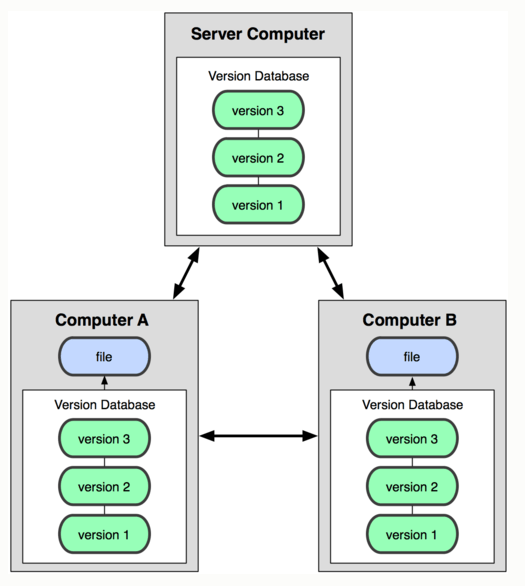 Server Computer
Version Database
version 3
version 2
version 1
Computer A
file
Version Database
version 3
version 2
version 1
Computer B
file
Version Database
version 3
version 2
version 1